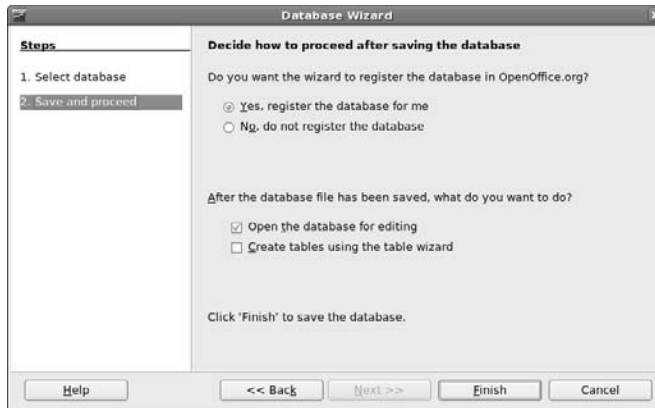 Database Wizard
Steps
1. Select database
2. Save and proceed
Decide how to proceed after saving the database
Do you want the wizard to register the database in OpenOffice.org?
Yes, register the database for me
No, do not register the database
After the database file has been saved, what do you want to do?
Open the database for editing
Create tables using the table wizard
Click 'Finish' to save the database.
Help
<< Back
Next >>
Finish
Cancel